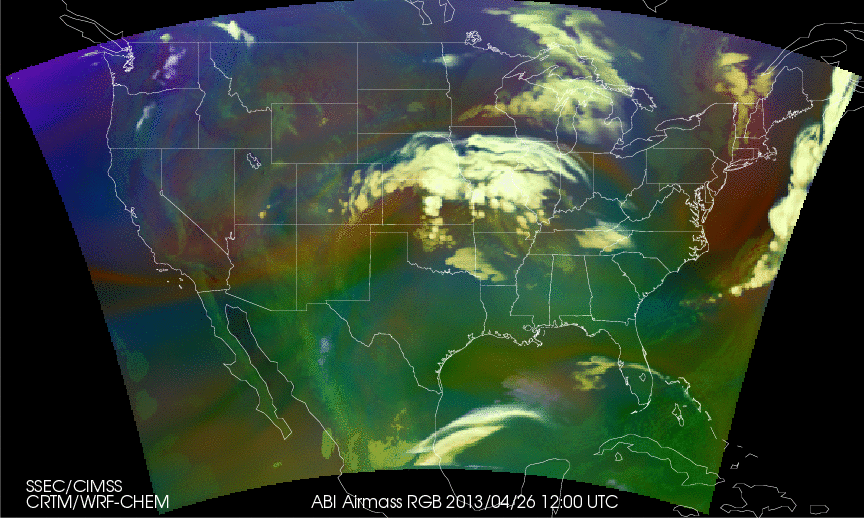 SSEC/CIMSS
CRTM/WRF-CHEM
ABI Airmass RGB 2013/04/26 12:00 UTC